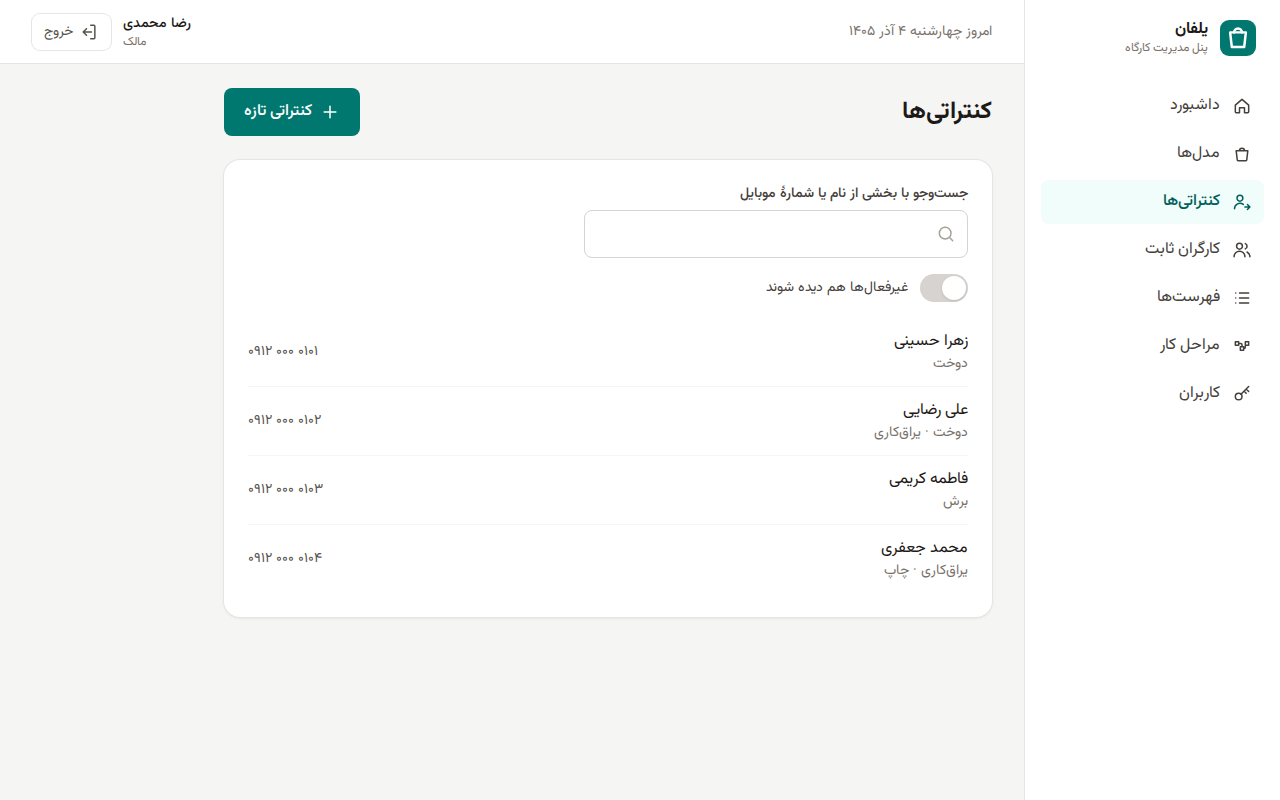 یلفان
پنل مدیریت کارگاه
داشبورد
مدل‌ها
کنتراتی‌ها
کارگران ثابت
فهرست‌ها
مراحل کار
کاربران
امروز چهارشنبه ۴ آذر ۱۴۰۵
رضا محمدی
مالک
خروج
کنتراتی‌ها
کنتراتی تازه
جست‌وجو با بخشی از نام یا شمارهٔ موبایل
غیرفعال‌ها هم دیده شوند
زهرا حسینی
دوخت
۰۹۱۲ ۰۰۰ ۰۱۰۱
علی رضایی
دوخت · یراق‌کاری
۰۹۱۲ ۰۰۰ ۰۱۰۲
فاطمه کریمی
برش
۰۹۱۲ ۰۰۰ ۰۱۰۳
محمد جعفری
یراق‌کاری · چاپ
۰۹۱۲ ۰۰۰ ۰۱۰۴